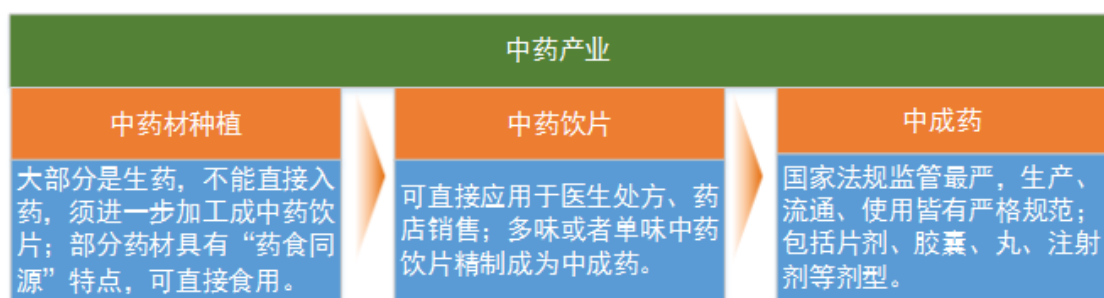 中药产业
中药材种植
大部分是生药，不能直接入
药，须进一步加工成中药饮
片；部分药材具有“药食同
源”特点，可直接食用。
中药饮片
可直接应用于医生处方、药
店销售；多味或者单味中药
饮片精制成为中成药。
中成药
国家法规监管最严，生产、
流通、使用皆有严格规范；
包括片剂、胶囊、丸、注射
剂等剂型。